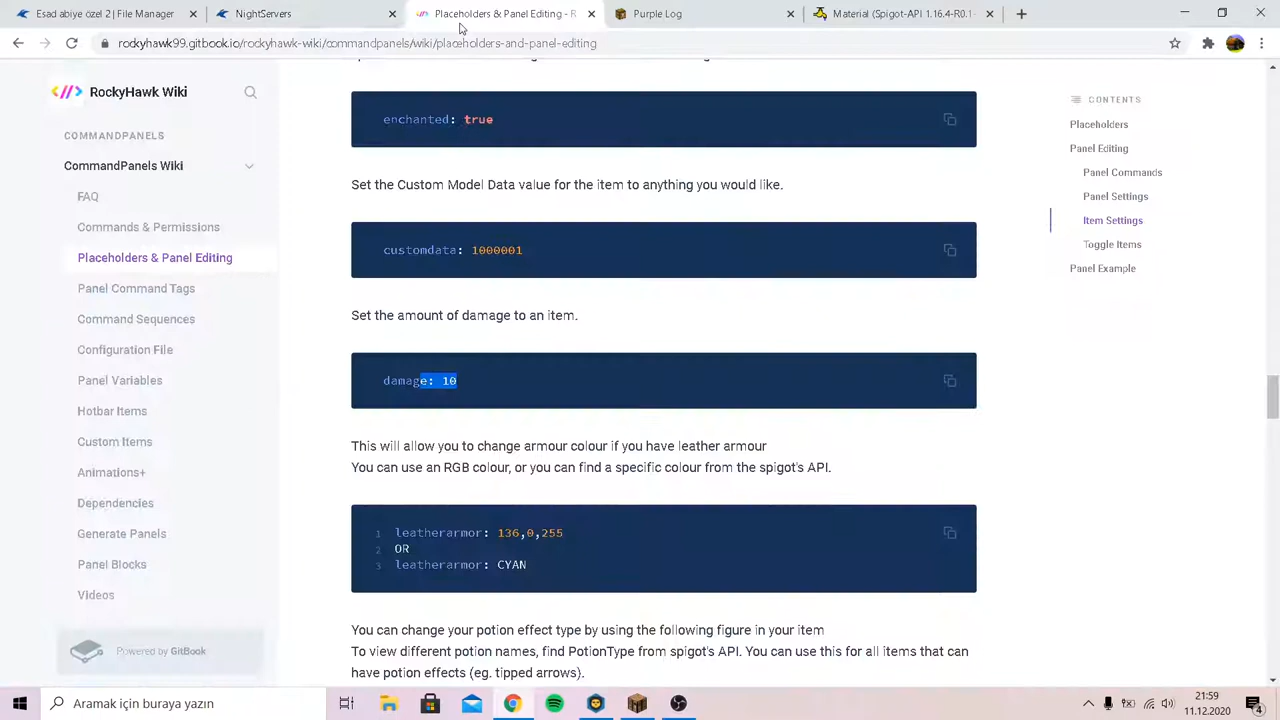 Esad abiye zort File Manager
NightServers
Placeholders & Panel Editing - R
Purple Log
Material (Spigot-API 1.16.4-R0.1-
rockyhawk99.gitbook.io/rockyhawk-wiki/commandpanels/wiki/placeholders-and-panel-editing
RockyHawk Wiki
COMMANDPANELS
CommandPanels Wiki
FAQ
Commands & Permissions
Placeholders & Panel Editing
Panel Command Tags
Command Sequences
Configuration File
Panel Variables
Hotbar Items
Custom Items
Animations+
Dependencies
Generate Panels
Panel Blocks
Videos
Powered by GitBook
enchanted: true
Set the Custom Model Data value for the item to anything you would like.
customdata: 1000001
Set the amount of damage to an item.
damage: 10
This will allow you to change armour colour if you have leather armour
You can use an RGB colour, or you can find a specific colour from the spigot's API.
1 leatherarmor: 136,0,255
2 OR
3 leatherarmor: CYAN
You can change your potion effect type by using the following figure in your item
To view different potion names, find PotionType from spigot's API. You can use this for all items that can
have potion effects (eg. tipped arrows).
CONTENTS
Placeholders
Panel Editing
Panel Commands
Panel Settings
Item Settings
Toggle Items
Panel Example
Aramak için buraya yazın
21:59
11.12.2020
4